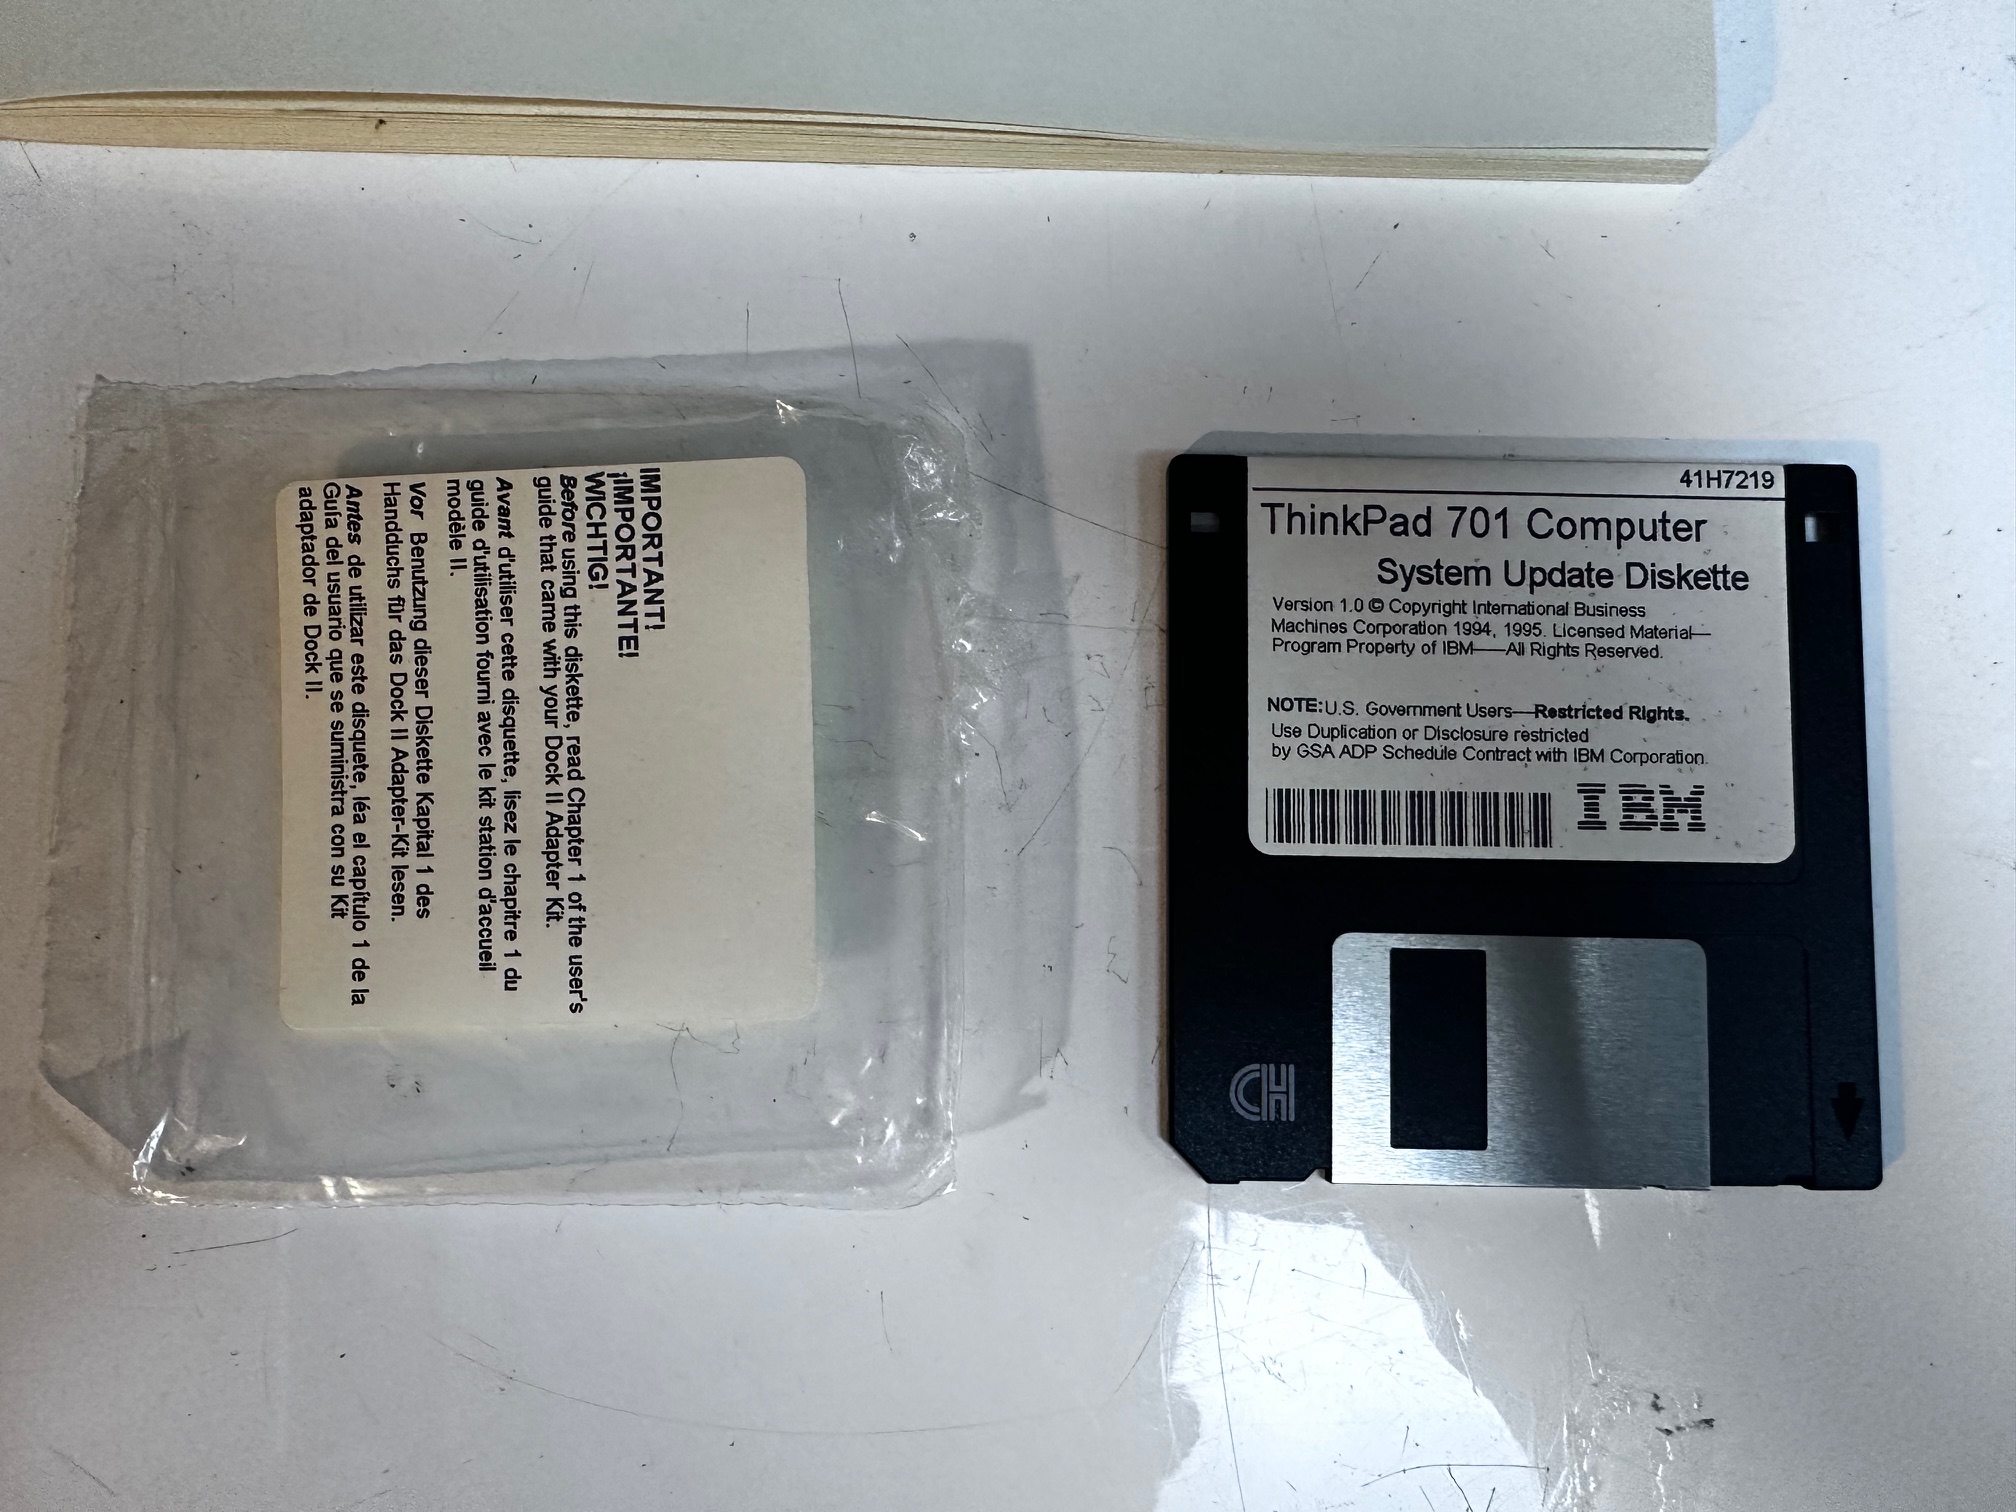 IMPORTANT!
¡IMPORTANTE!
WICHTIG!
Before using this diskette, read Chapter 1 of the user's
guide that came with your Dock II Adapter Kit.
Avant d'utiliser cette disquette, lisez le chapitre 1 du
guide d'utilisation fourni avec le kit station d'accueil
modèle II.
Vor Benutzung dieser Diskette Kapital 1 des
Handduchs für das Dock II Adapter-Kit lesen.
Antes de utilizar este disquete, léa el capítulo 1 de la
Guía del usuario que se suministra con su Kit
adaptador de Dock II.
41H7219
ThinkPad 701 Computer
System Update Diskette
Version 1.0 © Copyright International Business
Machines Corporation 1994, 1995. Licensed Material—
Program Property of IBM——All Rights Reserved.
NOTE:U.S. Government Users—Restricted Rights.
Use Duplication or Disclosure restricted
by GSA ADP Schedule Contract with IBM Corporation.
IBM